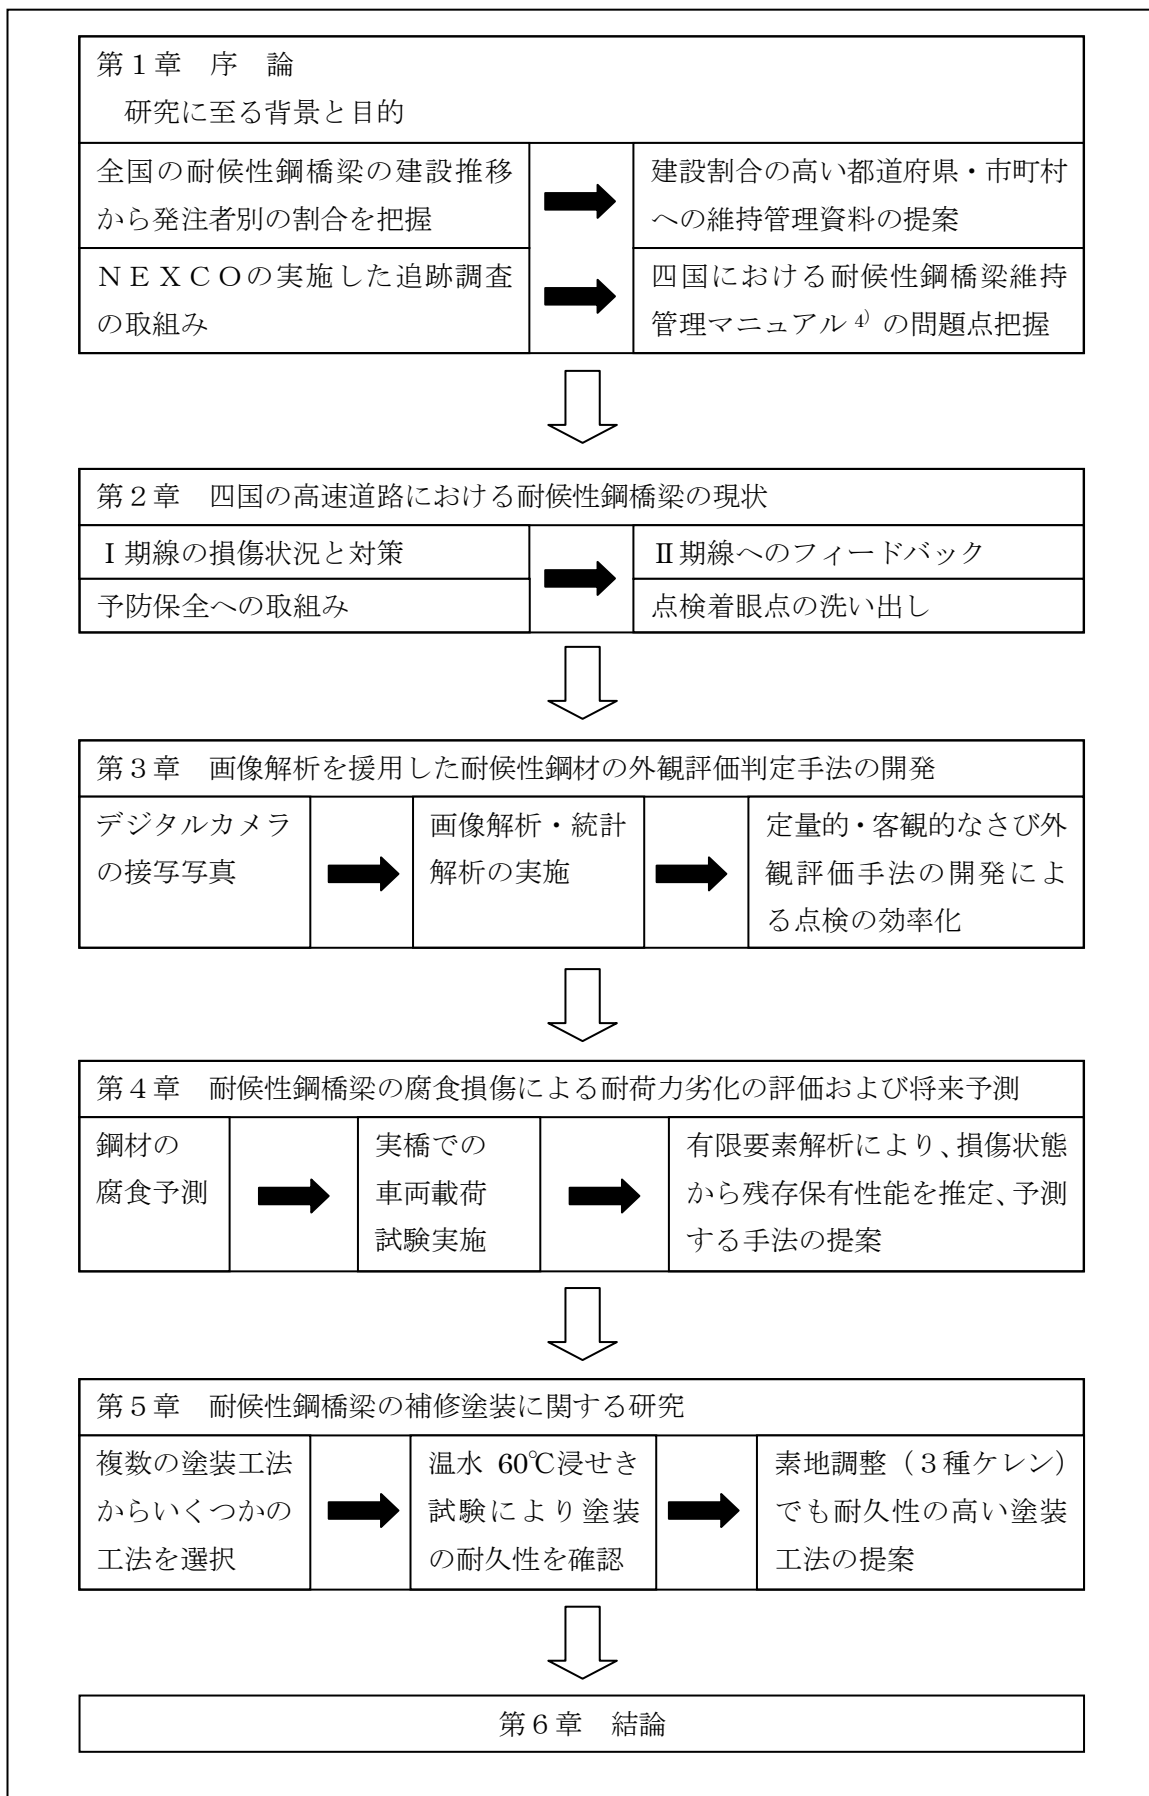 第１章　序　論
研究に至る背景と目的
全国の耐候性鋼橋梁の建設推移
から発注者別の割合を把握
建設割合の高い都道府県・市町村
への維持管理資料の提案
ＮＥＸＣＯの実施した追跡調査
の取組み
四国における耐候性鋼橋梁維持
管理マニュアル 4) の問題点把握
第２章　四国の高速道路における耐候性鋼橋梁の現状
Ⅰ期線の損傷状況と対策
Ⅱ期線へのフィードバック
予防保全への取組み
点検着眼点の洗い出し
第３章　画像解析を援用した耐候性鋼材の外観評価判定手法の開発
デジタルカメラ
の接写写真
画像解析・統計
解析の実施
定量的・客観的なさび外
観評価手法の開発によ
る点検の効率化
第４章　耐候性鋼橋梁の腐食損傷による耐荷力劣化の評価および将来予測
鋼材の
腐食予測
実橋での
車両載荷
試験実施
有限要素解析により、損傷状態
から残存保有性能を推定、予測
する手法の提案
第５章　耐候性鋼橋梁の補修塗装に関する研究
複数の塗装工法
からいくつかの
工法を選択
温水 60℃浸せき
試験により塗装
の耐久性を確認
素地調整（３種ケレン）
でも耐久性の高い塗装
工法の提案
第６章　結論